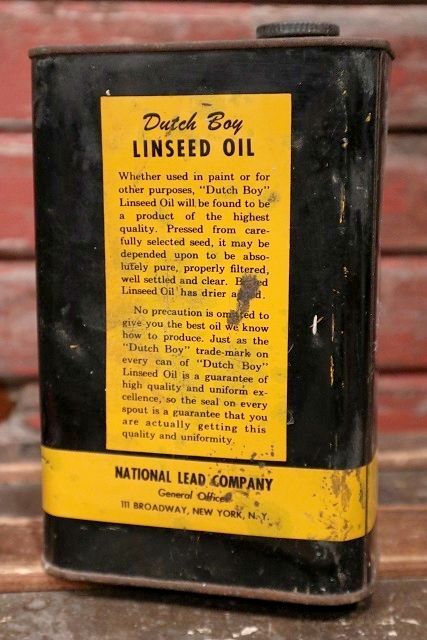 Dutch Boy
LINSEED OIL
Whether used in paint or for
other purposes, "Dutch Boy"
Linseed Oil will be found to be
a product of the highest
quality. Pressed from care-
fully selected seed, it may be
depended upon to be abso-
lutely pure, properly filtered,
well settled and clear.
Linseed Oil has drier
No precaution is omitted to
give you the best oil we know
how to produce. Just as the
"Dutch Boy" trade-mark on
every can of "Dutch Boy"
Linseed Oil is a guarantee of
high quality and uniform ex-
cellence, so the seal on every
spout is a guarantee that you
are actually getting this
quality and uniformity.
NATIONAL LEAD COMPANY
General Offices
111 BROADWAY, NEW YORK, N. Y.